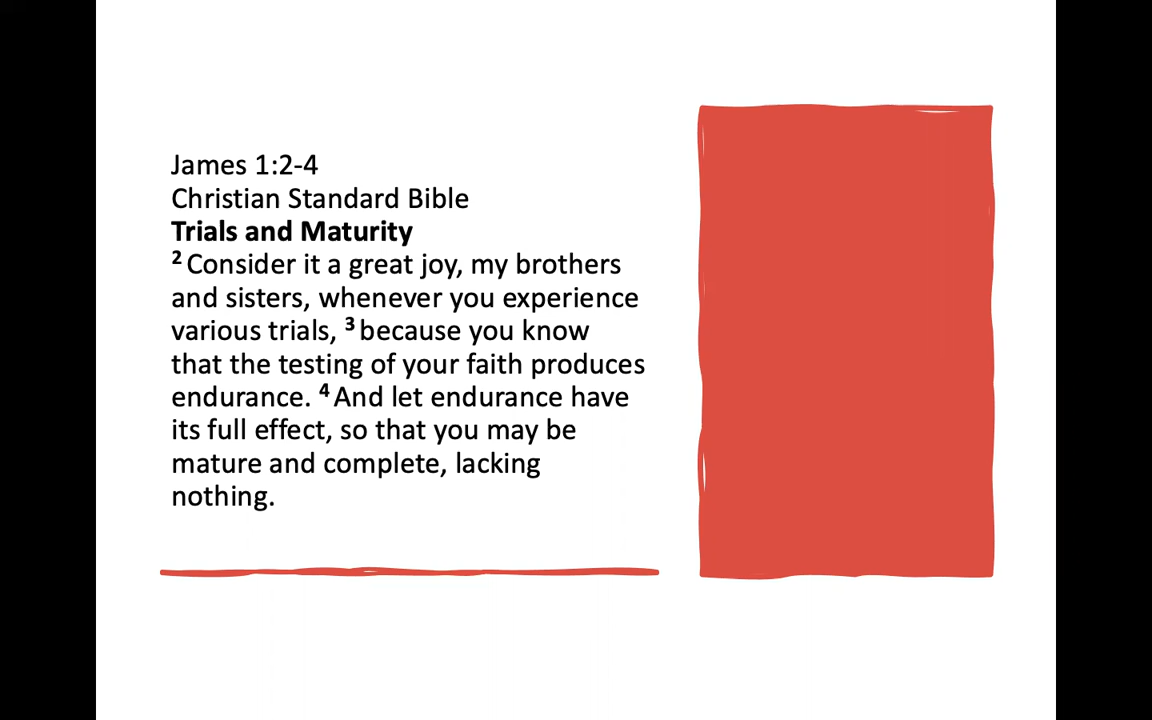 James 1:2-4
Christian Standard Bible
Trials and Maturity
2 Consider it a great joy, my brothers
and sisters, whenever you experience
various trials, 3 because you know
that the testing of your faith produces
endurance. 4 And let endurance have
its full effect, so that you may be
mature and complete, lacking
nothing.